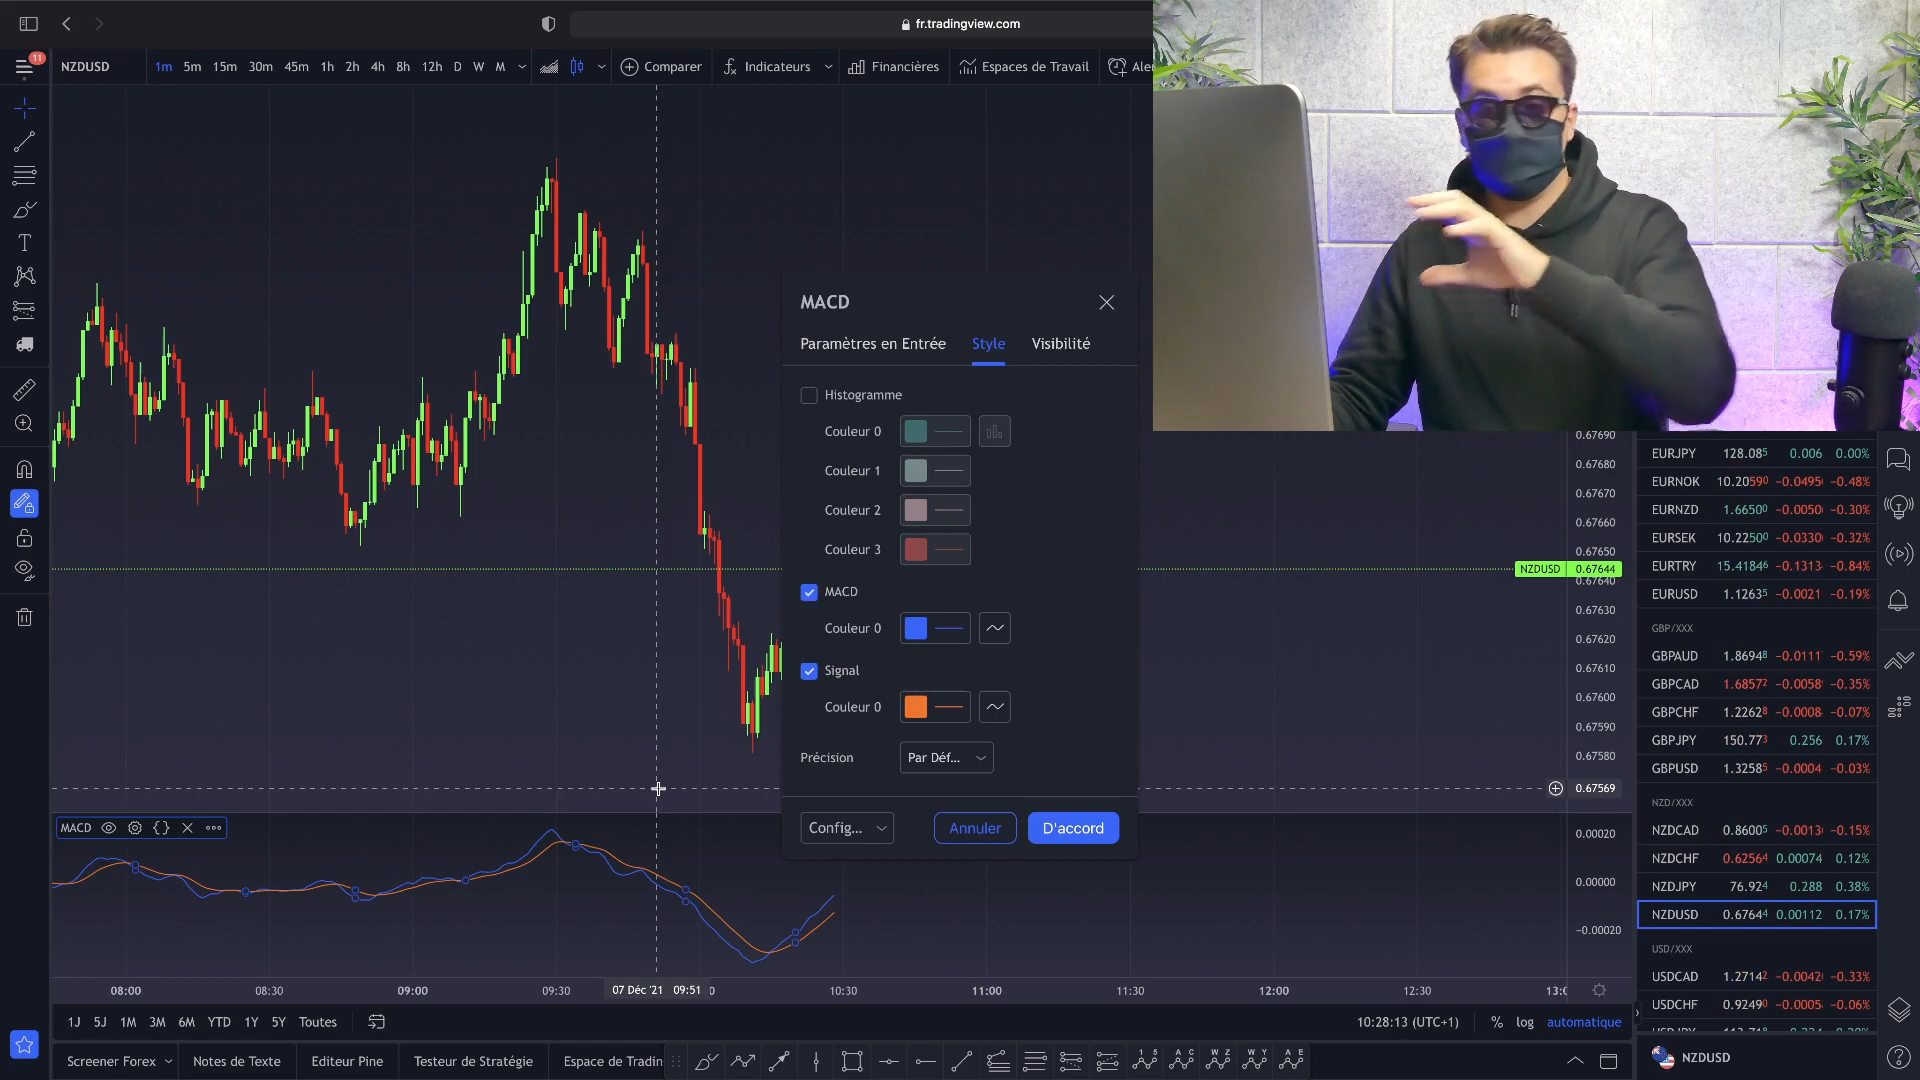 fr.tradingview.com
11
NZDUSD
1m 5m 15m 30m 45m 1h 2h 4h 8h 12h D W M
Comparer
Indicateurs
Financières
Espaces de Travail
Ale
MACD
Paramètres en Entrée
Style
Visibilité
Histogramme
Couleur 0
Couleur 1
Couleur 2
Couleur 3
MACD
Couleur 0
Signal
Couleur 0
Précision
Par Déf...
Config...
Annuler
D'accord
0.67690
0.67680
0.67670
0.67660
0.67650
NZDUSD 0.67644
0.67640
0.67630
0.67620
0.67610
0.67600
0.67590
0.67580
0.67569
MACD
0.00020
0.00000
−0.00020
08:00 08:30 09:00 09:30 07 Déc '21 09:51 0 10:30 11:00 11:30 12:00 12:30 13:0
EURJPY 128.085 0.006 0.00%
EURNOK 10.20590 −0.0495 −0.48%
EURNZD 1.66500 −0.0050 −0.30%
EURSEK 10.22500 −0.0330 −0.32%
EURTRY 15.41846 −0.1313 −0.84%
EURUSD 1.12635 −0.0021 −0.19%
GBP/XXX
GBPAUD 1.86948 −0.0111 −0.59%
GBPCAD 1.68572 −0.0058 −0.35%
GBPCHF 1.22628 −0.0008 −0.07%
GBPJPY 150.773 0.256 0.17%
GBPUSD 1.32585 −0.0004 −0.03%
NZD/XXX
NZDCAD 0.86005 −0.0013 −0.15%
NZDCHF 0.62564 0.00074 0.12%
NZDJPY 76.924 0.288 0.38%
NZDUSD 0.67644 0.00112 0.17%
USD/XXX
USDCAD 1.27142 −0.0042 −0.33%
USDCHF 0.92490 −0.0005 −0.06%
1J 5J 1M 3M 6M YTD 1Y 5Y Toutes
10:28:13 (UTC+1)
% log automatique
Screener Forex
Notes de Texte
Editeur Pine
Testeur de Stratégie
Espace de Tradin
NZDUSD